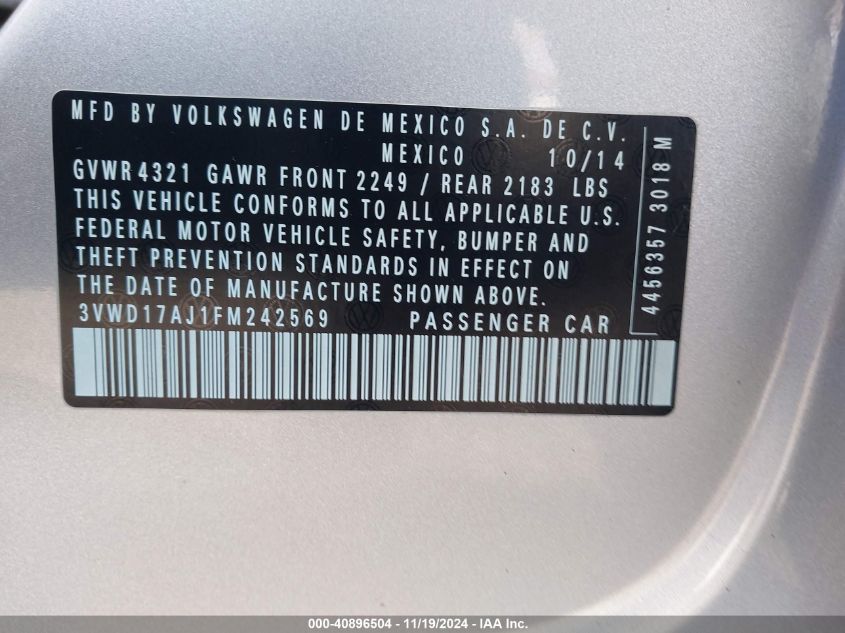 MFD BY VOLKSWAGEN DE MEXICO S.A. DE C.V.
MEXICO 10/14
GVWR 4321 GAWR FRONT 2249 / REAR 2183 LBS
THIS VEHICLE CONFORMS TO ALL APPLICABLE U.S.
FEDERAL MOTOR VEHICLE SAFETY, BUMPER AND
THEFT PREVENTION STANDARDS IN EFFECT ON
THE DATE OF MANUFACTURE SHOWN ABOVE.
3VWD17AJ1FM242569 PASSENGER CAR
4456357 3018 M
000-40896504 - 11/19/2024 - IAA Inc.